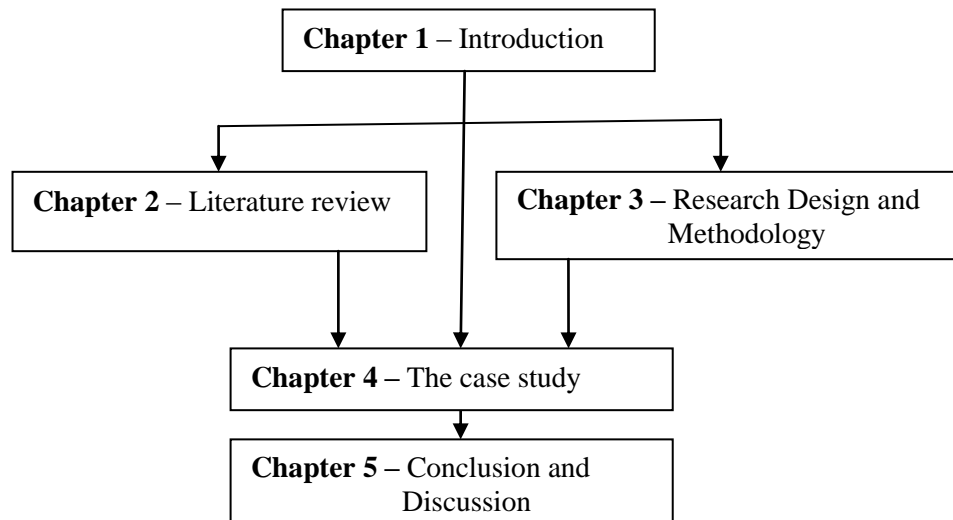 Chapter 1 – Introduction
Chapter 2 – Literature review
Chapter 3 – Research Design and
Methodology
Chapter 4 – The case study
Chapter 5 – Conclusion and
Discussion